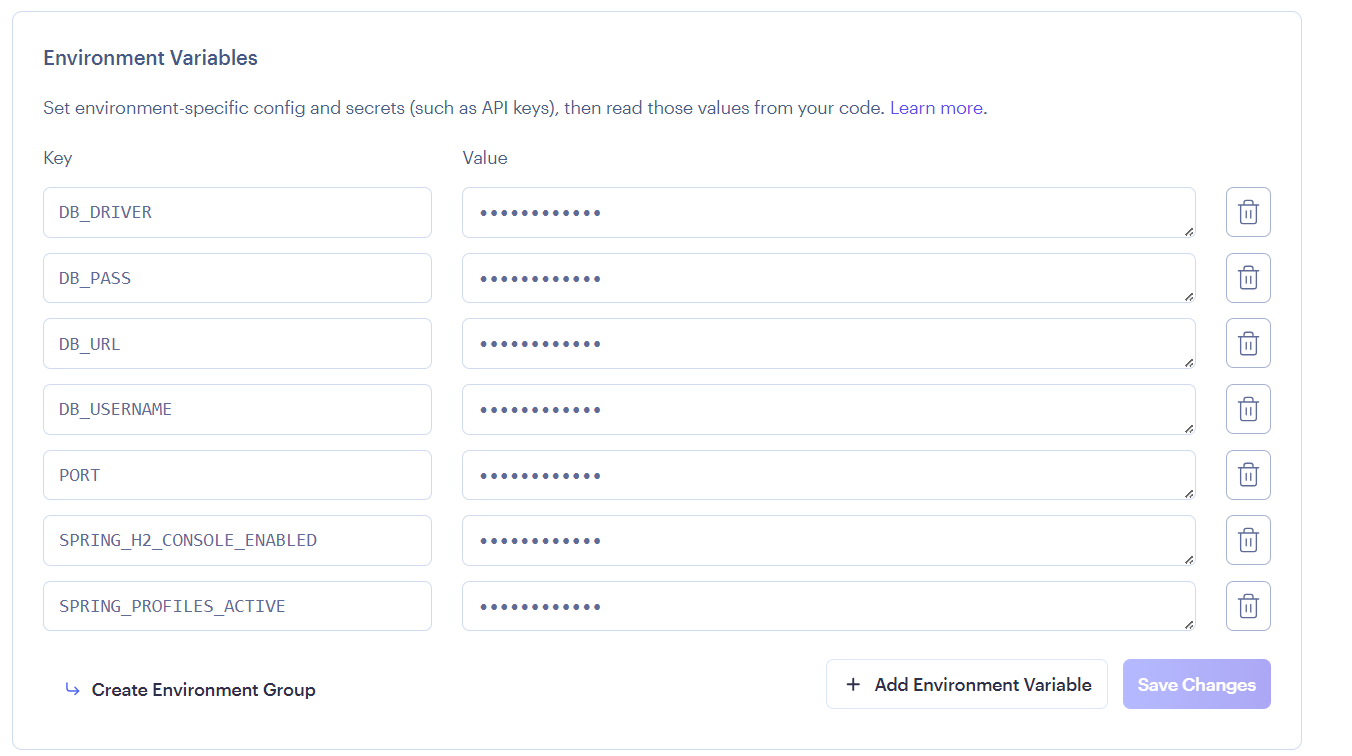 Environment Variables
Set environment-specific config and secrets (such as API keys), then read those values from your code. Learn more.
Key Value
DB_DRIVER ••••••••••••
DB_PASS ••••••••••••
DB_URL ••••••••••••
DB_USERNAME ••••••••••••
PORT ••••••••••••
SPRING_H2_CONSOLE_ENABLED ••••••••••••
SPRING_PROFILES_ACTIVE ••••••••••••
Create Environment Group + Add Environment Variable Save Changes